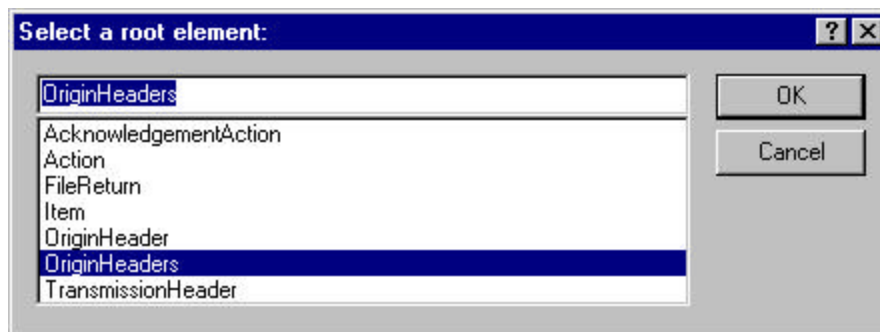 Select a root element:
OriginHeaders
OK
AcknowledgementAction
Action
Cancel
FileReturn
Item
OriginHeader
OriginHeaders
TransmissionHeader